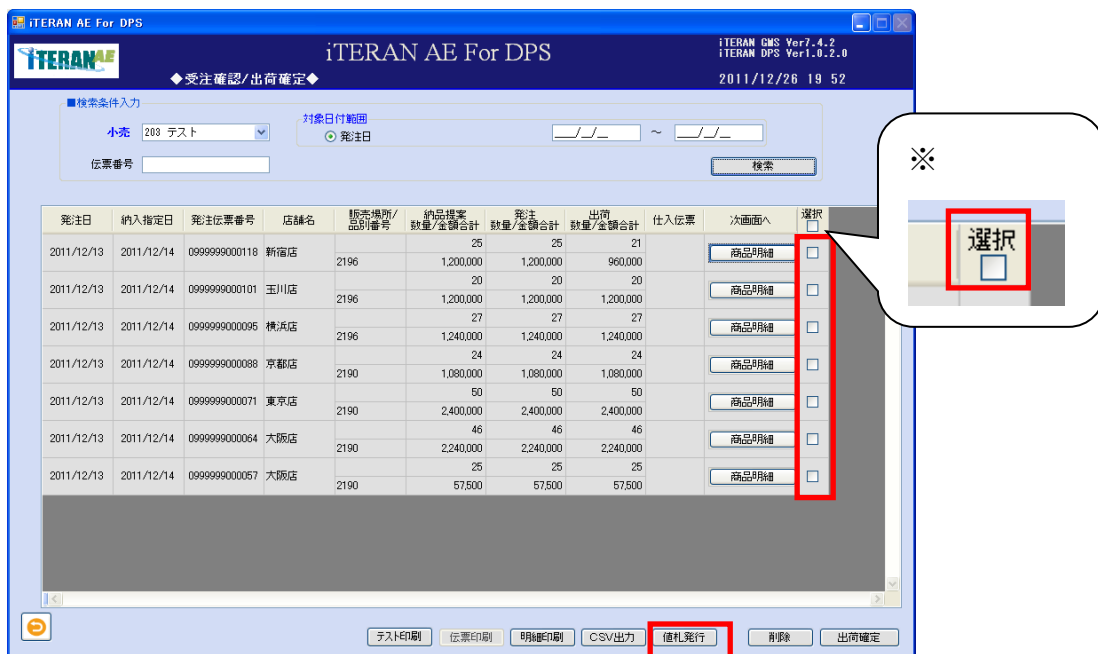 iTERAN AE For DPS
iTERANAE
iTERAN AE For DPS
iTERAN GMS Ver7.4.2
iTERAN DPS Ver1.0.2.0
◆受注確認/出荷確定◆
2011/12/26 19 52
■検索条件入力
小売 203 テスト
対象日付範囲
発注日 __/__/__ ～ __/__/__
伝票番号
検索
※
選択
発注日 納入指定日 発注伝票番号 店舗名 販売場所/品別番号 納品提案数量/金額合計 発注数量/金額合計 出荷数量/金額合計 仕入伝票 次画面へ 選択
2011/12/13 2011/12/14 0999999000118 新宿店 25 25 21 商品明細
2196 1,200,000 1,200,000 960,000
2011/12/13 2011/12/14 0999999000101 玉川店 20 20 20 商品明細
2196 1,200,000 1,200,000 1,200,000
2011/12/13 2011/12/14 0999999000095 横浜店 27 27 27 商品明細
2196 1,240,000 1,240,000 1,240,000
2011/12/13 2011/12/14 0999999000088 京都店 24 24 24 商品明細
2190 1,080,000 1,080,000 1,080,000
2011/12/13 2011/12/14 0999999000071 東京店 50 50 50 商品明細
2190 2,400,000 2,400,000 2,400,000
2011/12/13 2011/12/14 0999999000064 大阪店 46 46 46 商品明細
2190 2,240,000 2,240,000 2,240,000
2011/12/13 2011/12/14 0999999000057 大阪店 25 25 25 商品明細
2190 57,500 57,500 57,500
テスト印刷 伝票印刷 明細印刷 CSV出力 値札発行 削除 出荷確定